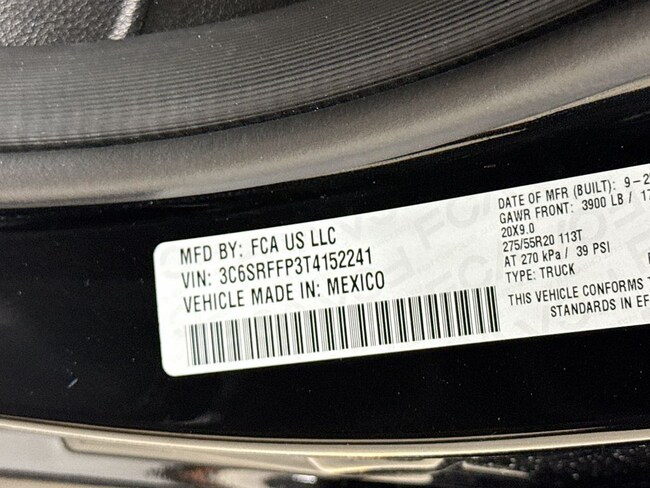 MFD BY: FCA US LLC
VIN: 3C6SRFFP3T4152241
VEHICLE MADE IN: MEXICO
DATE OF MFR (BUILT): 9-2
GAWR FRONT: 3900 LB / 17
20X9.0
275/55R20 113T
AT 270 kPa / 39 PSI
TYPE: TRUCK
THIS VEHICLE CONFORMS
STANDARDS IN EF